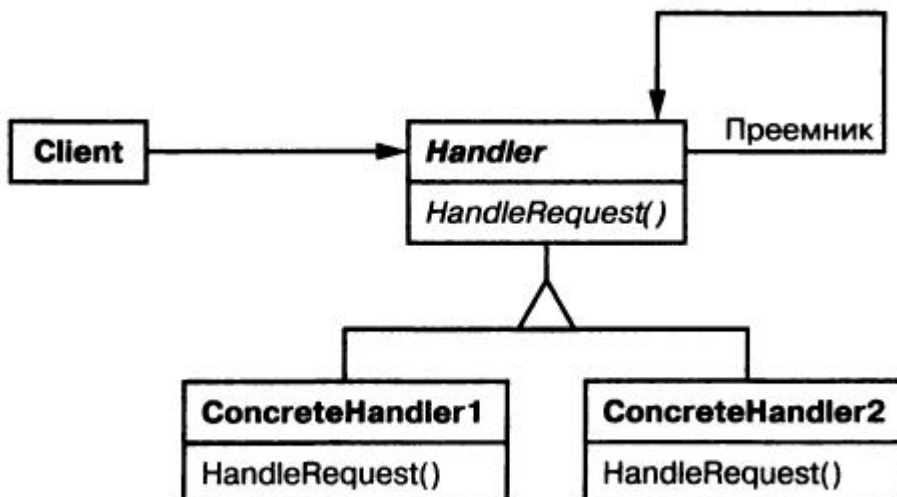 Client
Handler
Преемник
HandleRequest()
ConcreteHandler1
ConcreteHandler2
HandleRequest()
HandleRequest()